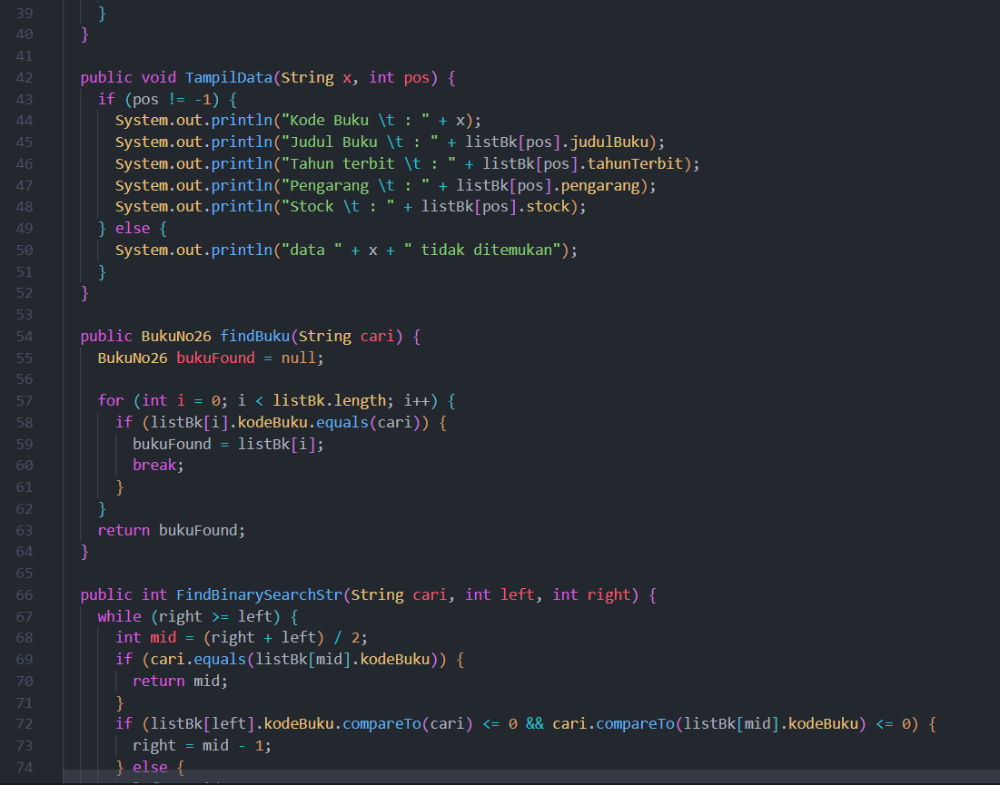 39 }
40 }
41
42 public void TampilData(String x, int pos) {
43 if (pos != -1) {
44 System.out.println("Kode Buku \t : " + x);
45 System.out.println("Judul Buku \t : " + listBk[pos].judulBuku);
46 System.out.println("Tahun terbit \t : " + listBk[pos].tahunTerbit);
47 System.out.println("Pengarang \t : " + listBk[pos].pengarang);
48 System.out.println("Stock \t : " + listBk[pos].stock);
49 } else {
50 System.out.println("data " + x + " tidak ditemukan");
51 }
52 }
53
54 public BukuNo26 findBuku(String cari) {
55 BukuNo26 bukuFound = null;
56
57 for (int i = 0; i < listBk.length; i++) {
58 if (listBk[i].kodeBuku.equals(cari)) {
59 bukuFound = listBk[i];
60 break;
61 }
62 }
63 return bukuFound;
64 }
65
66 public int FindBinarySearchStr(String cari, int left, int right) {
67 while (right >= left) {
68 int mid = (right + left) / 2;
69 if (cari.equals(listBk[mid].kodeBuku)) {
70 return mid;
71 }
72 if (listBk[left].kodeBuku.compareTo(cari) <= 0 && cari.compareTo(listBk[mid].kodeBuku) <= 0) {
73 right = mid - 1;
74 } else {